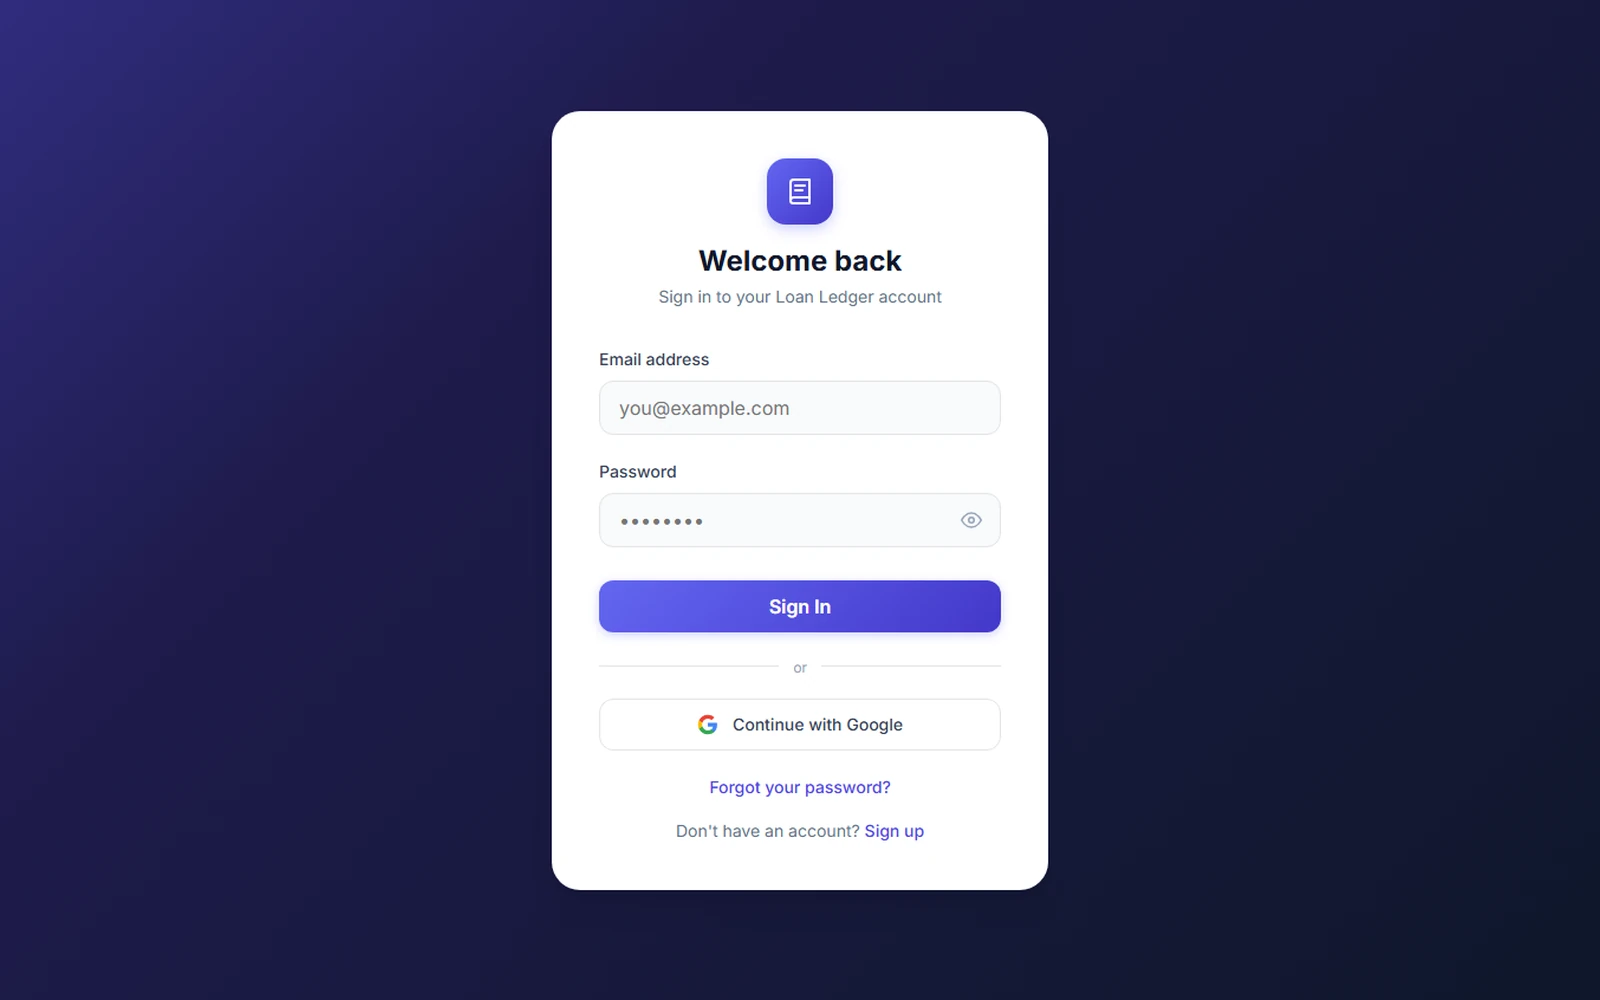 Welcome back
Sign in to your Loan Ledger account
Email address
you@example.com
Password
••••••••
Sign In
or
Continue with Google
Forgot your password?
Don't have an account? Sign up